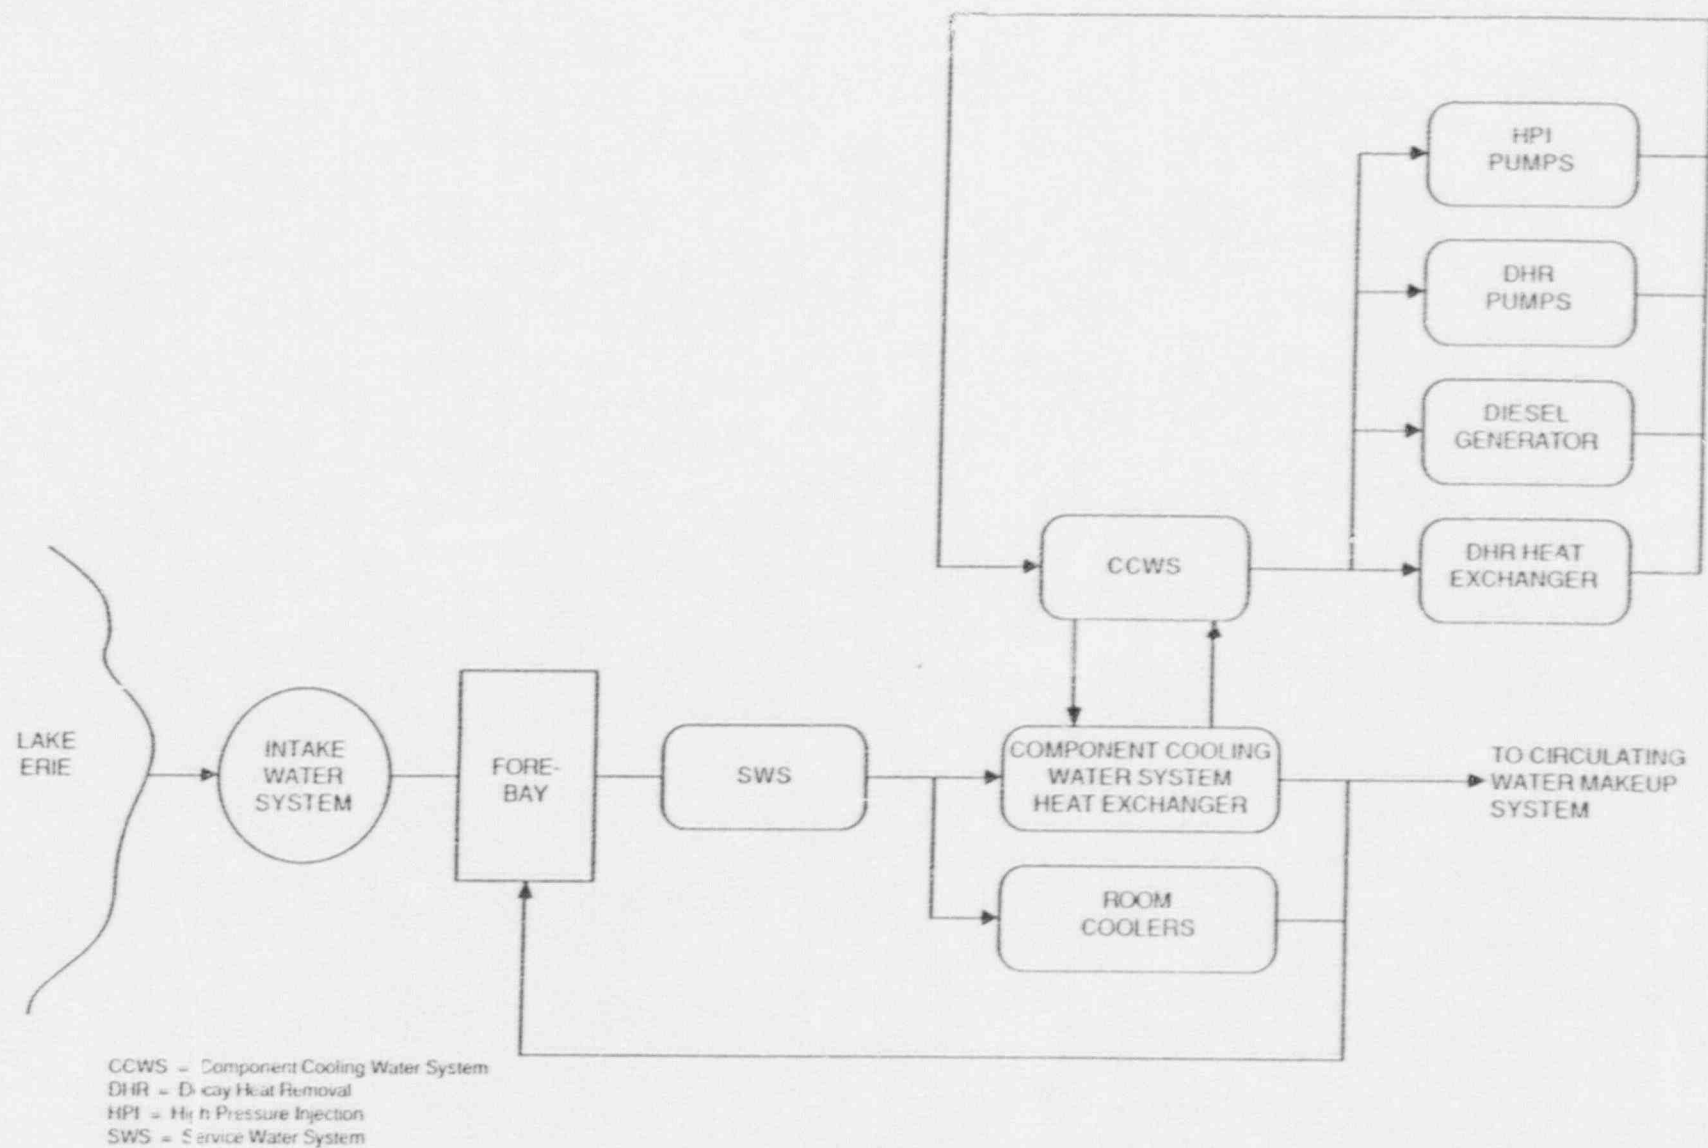 HPI
PUMPS
DHR
PUMPS
DIESEL
GENERATOR
CCWS
DHR HEAT
EXCHANGER
LAKE
ERIE
INTAKE
WATER
SYSTEM
FORE-
BAY
SWS
COMPONENT COOLING
WATER SYSTEM
HEAT EXCHANGER
TO CIRCULATING
WATER MAKEUP
SYSTEM
ROOM
COOLERS
CCWS = Component Cooling Water System
DHR = Decay Heat Removal
HPI = High Pressure Injection
SWS = Service Water System